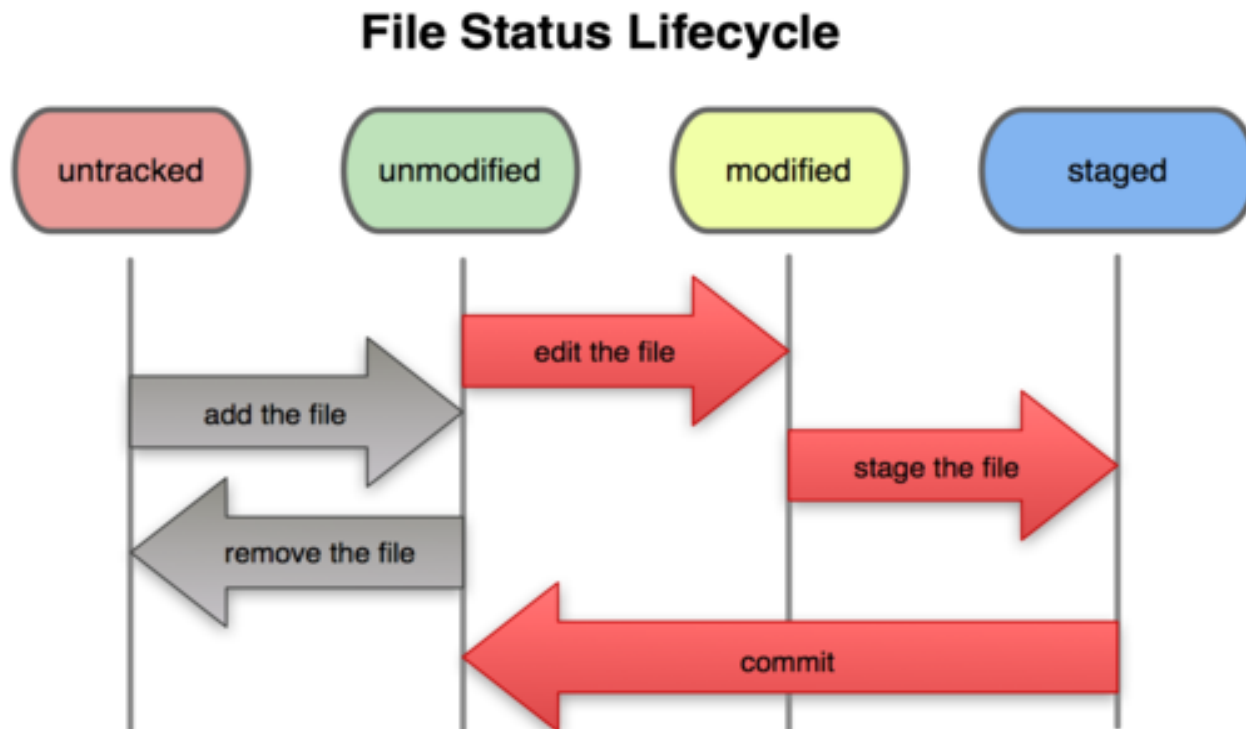 File Status Lifecycle
untracked
unmodified
modified
staged
edit the file
add the file
stage the file
remove the file
commit